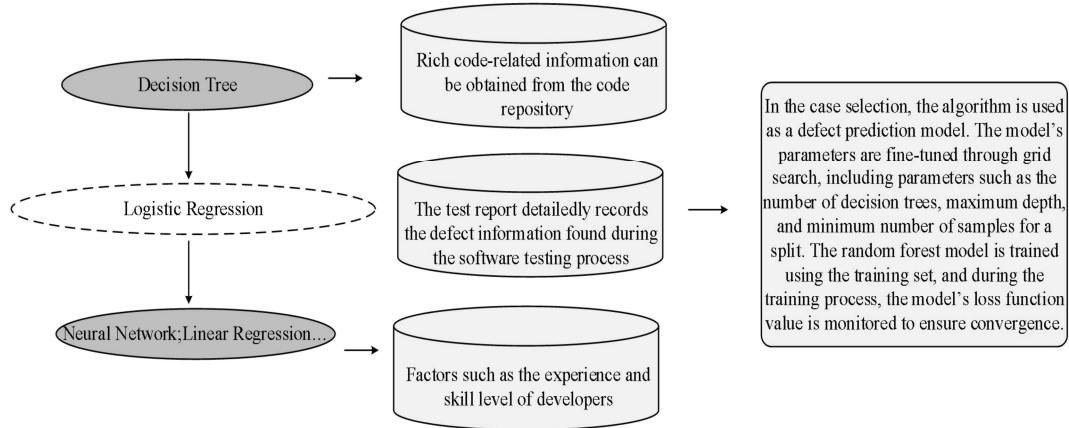 Decision Tree
Logistic Regression
Neural Network;Linear Regression...
Rich code-related information can
be obtained from the code
repository
The test report detailedly records
the defect information found during
the software testing process
Factors such as the experience and
skill level of developers
In the case selection, the algorithm is used
as a defect prediction model. The model’s
parameters are fine-tuned through grid
search, including parameters such as the
number of decision trees, maximum depth,
and minimum number of samples for a
split. The random forest model is trained
using the training set, and during the
training process, the model’s loss function
value is monitored to ensure convergence.